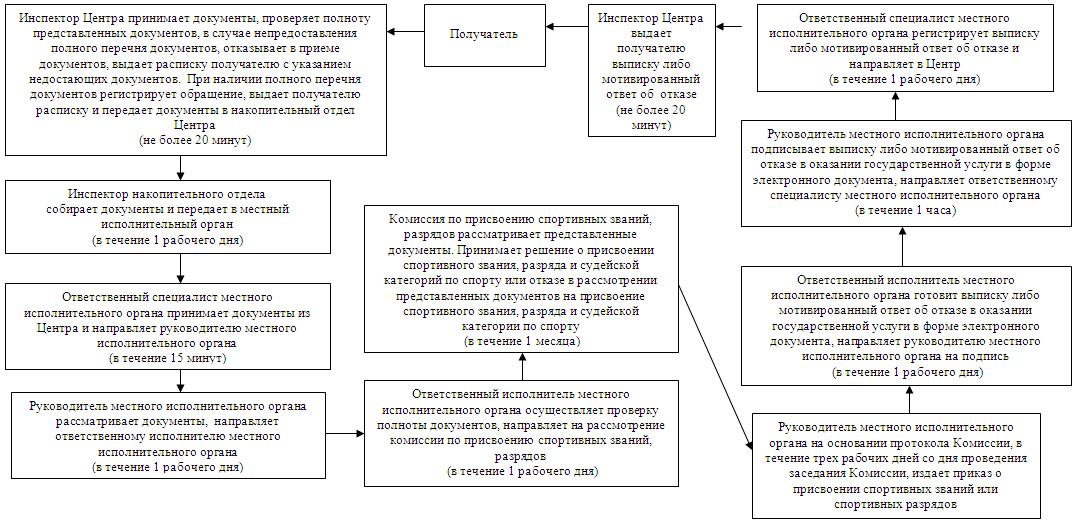 Инспектор Центра принимает документы, проверяет полноту
представленных документов, в случае непредоставления
полного перечня документов, отказывает в приеме
документов, выдает расписку получателю с указанием
недостающих документов. При наличии полного перечня
документов регистрирует обращение, выдает получателю
расписку и передает документы в накопительный отдел
Центра
(не более 20 минут)
Получатель
Инспектор Центра
выдает
получателю
выписку либо
мотивированный
ответ об отказе
(не более 20
минут)
Ответственный специалист местного
исполнительного органа регистрирует выписку
либо мотивированный ответ об отказе и
направляет в Центр
(в течение 1 рабочего дня)
Руководитель местного исполнительного органа
подписывает выписку либо мотивированный ответ об
отказе в оказании государственной услуги в форме
электронного документа, направляет ответственному
специалисту местного исполнительного органа
(в течение 1 часа)
Инспектор накопительного отдела
собирает документы и передает в местный
исполнительный орган
(в течение 1 рабочего дня)
Комиссия по присвоению спортивных званий,
разрядов рассматривает представленные
документы. Принимает решение о присвоении
спортивного звания, разряда и судейской
категорий по спорту или отказе в рассмотрении
представленных документов на присвоение
спортивного звания, разряда и судейской
категории по спорту
(в течение 1 месяца)
Ответственный исполнитель местного
исполнительного органа готовит выписку либо
мотивированный ответ об отказе в оказании
государственной услуги в форме электронного
документа, направляет руководителю местного
исполнительного органа на подпись
(в течение 1 рабочего дня)
Ответственный специалист местного
исполнительного органа принимает документы из
Центра и направляет руководителю местного
исполнительного органа
(в течение 15 минут)
Руководитель местного исполнительного органа
рассматривает документы, направляет
ответственному исполнителю местного
исполнительного органа
(в течение 1 рабочего дня)
Ответственный исполнитель местного
исполнительного органа осуществляет проверку
полноты документов, направляет на рассмотрение
комиссии по присвоению спортивных званий,
разрядов
(в течение 1 рабочего дня)
Руководитель местного исполнительного
органа на основании протокола Комиссии, в
течение трех рабочих дней со дня проведения
заседания Комиссии, издает приказ о
присвоении спортивных званий или
спортивных разрядов